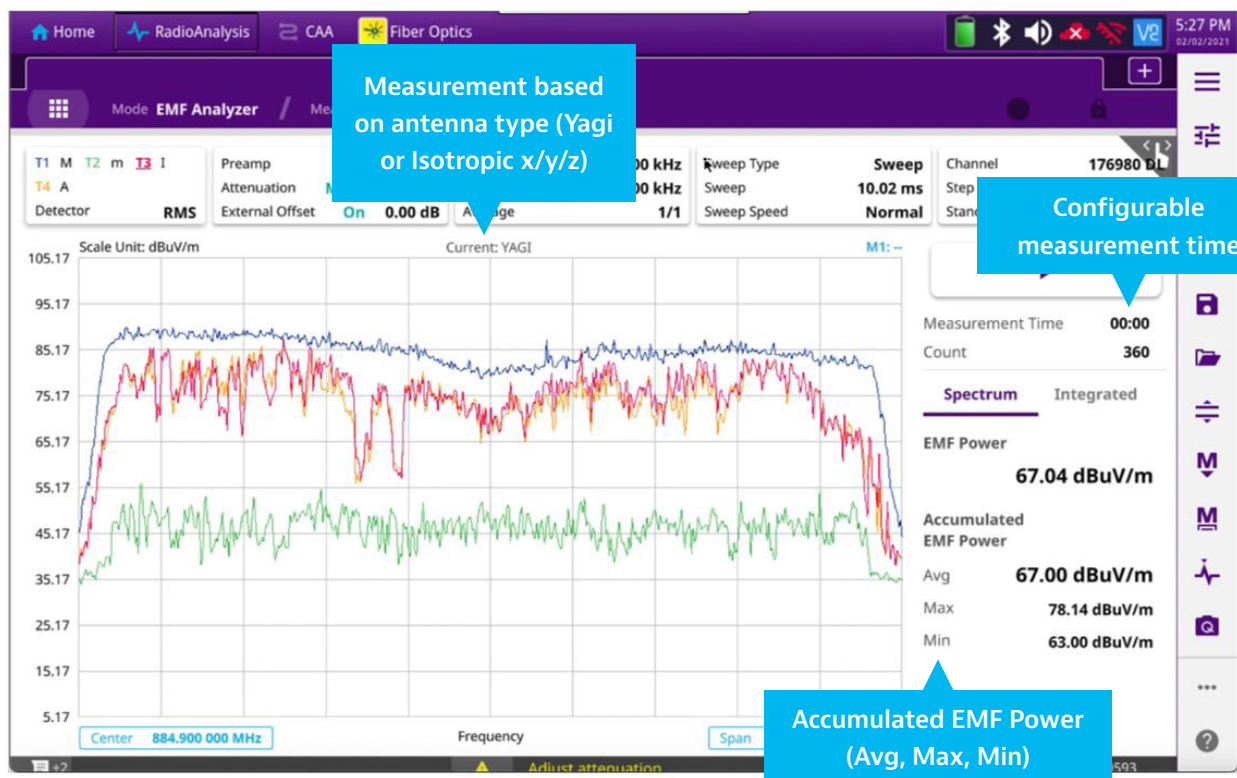 Home RadioAnalysis CAA Fiber Optics V2 5:27 PM
02/02/2021
Mode EMF Analyzer /
Measurement based
on antenna type (Yagi
or Isotropic x/y/z)
T1 M T2 m T3 I
T4 A
Detector RMS
Preamp
Attenuation
External Offset On 0.00 dB
00 kHz
00 kHz
1/1
Sweep Type Sweep
Sweep 10.02 ms
Sweep Speed Normal
Channel 176980 DL
Step
Configurable
measurement time
Scale Unit: dBuV/m
Current: YAGI
M1: --
105.17
95.17
85.17
75.17
65.17
55.17
45.17
35.17
25.17
15.17
5.17
Measurement Time 00:00
Count 360
Spectrum Integrated
EMF Power
67.04 dBuV/m
Accumulated
EMF Power
Avg 67.00 dBuV/m
Max 78.14 dBuV/m
Min 63.00 dBuV/m
Accumulated EMF Power
(Avg, Max, Min)
Center 884.900 000 MHz
Frequency
Span
+2
Adjust attenuation
M
M